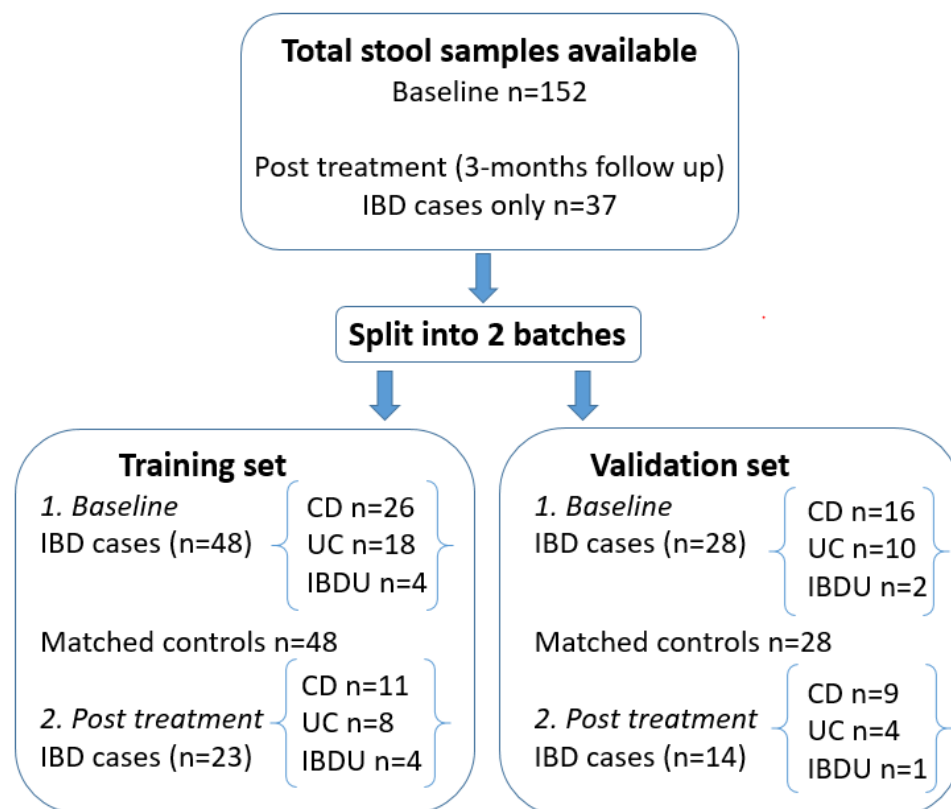 Total stool samples available
Baseline n=152
Post treatment (3-months follow up)
IBD cases only n=37
Split into 2 batches
Training set
1. Baseline
IBD cases (n=48)
CD n=26
UC n=18
IBDU n=4
Matched controls n=48
2. Post treatment
IBD cases (n=23)
CD n=11
UC n=8
IBDU n=4
Validation set
1. Baseline
IBD cases (n=28)
CD n=16
UC n=10
IBDU n=2
Matched controls n=28
2. Post treatment
IBD cases (n=14)
CD n=9
UC n=4
IBDU n=1